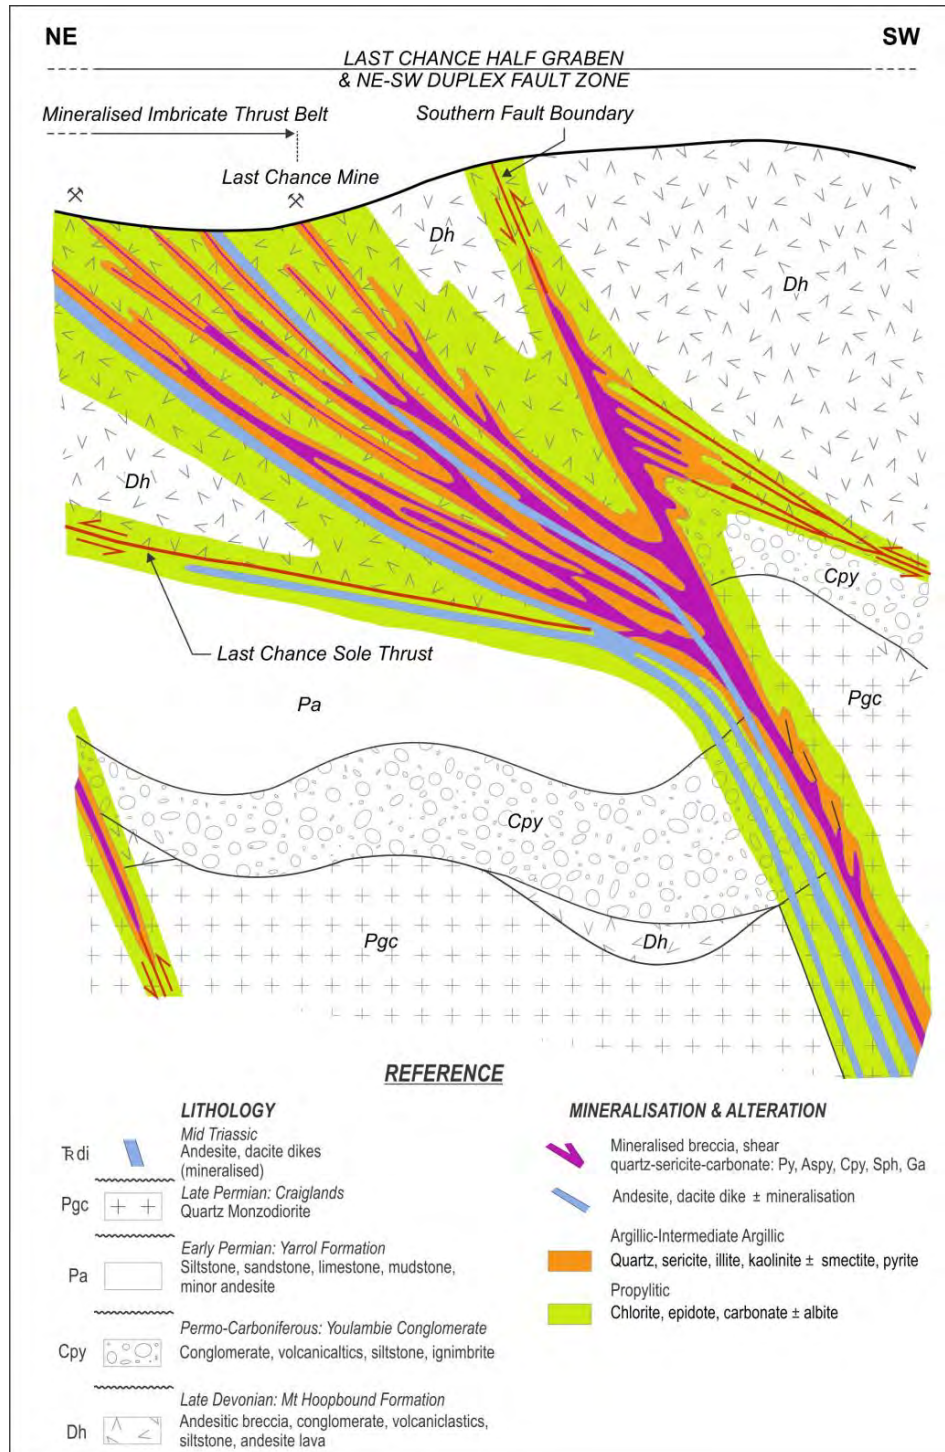 NE
SW
LAST CHANCE HALF GRABEN
& NE-SW DUPLEX FAULT ZONE
Mineralised Imbricate Thrust Belt
Southern Fault Boundary
Last Chance Mine
Dh
Dh
Dh
Cpy
Last Chance Sole Thrust
Pa
Pgc
Cpy
Pgc
Dh
REFERENCE
LITHOLOGY
Mid Triassic
Andesite, dacite dikes
(mineralised)
Late Permian: Craiglands
Quartz Monzodiorite
Early Permian: Yarrol Formation
Siltstone, sandstone, limestone, mudstone,
minor andesite
Permo-Carboniferous: Youlambie Conglomerate
Conglomerate, volcanicaltics, siltstone, ignimbrite
Late Devonian: Mt Hoopbound Formation
Andesitic breccia, conglomerate, volcaniclastics,
siltstone, andesite lava
Ꞧ di
Pgc
Pa
Cpy
Dh
MINERALISATION & ALTERATION
Mineralised breccia, shear
quartz-sericite-carbonate: Py, Aspy, Cpy, Sph, Ga
Andesite, dacite dike ± mineralisation
Argillic-Intermediate Argillic
Quartz, sericite, illite, kaolinite ± smectite, pyrite
Propylitic
Chlorite, epidote, carbonate ± albite